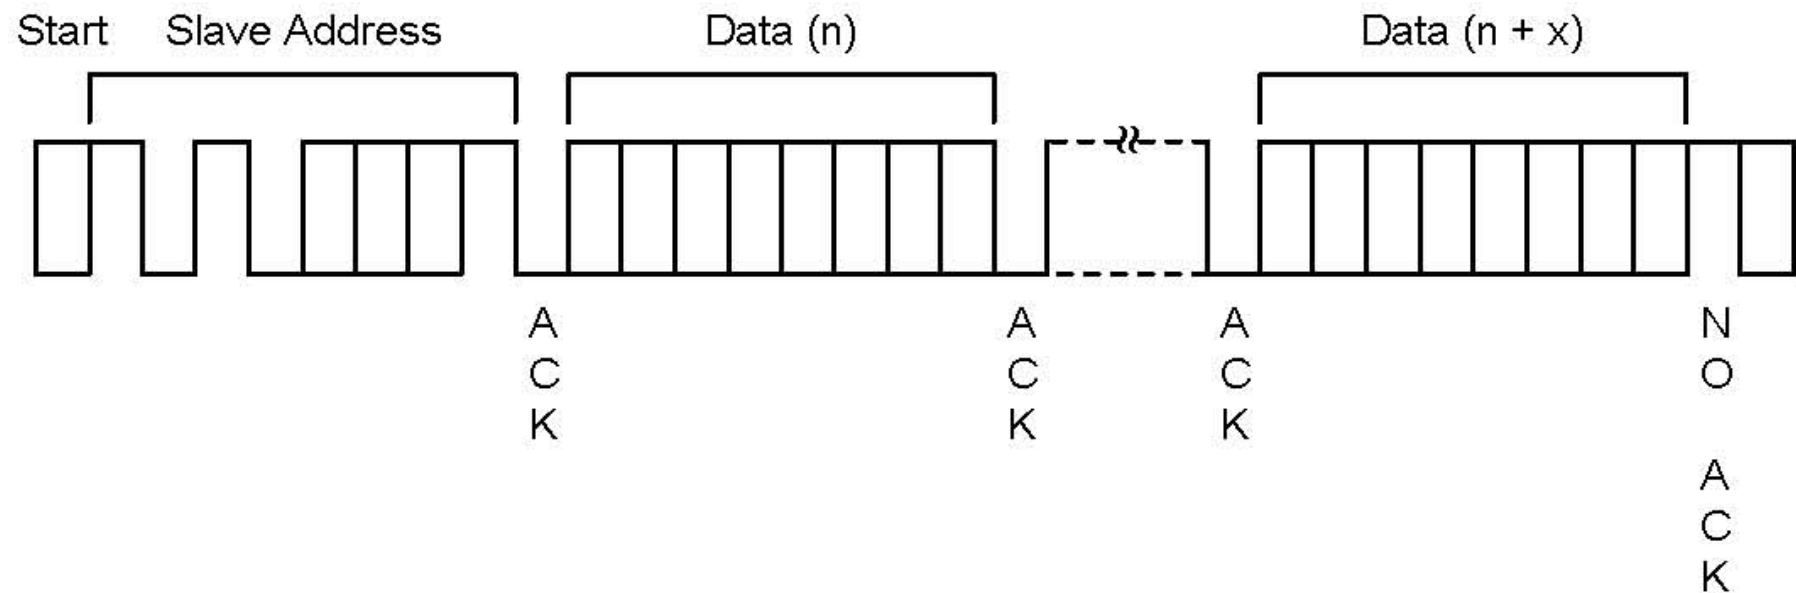 Start
Slave Address
Data (n)
Data (n + x)
A
C
K
A
C
K
A
C
K
N
O
A
C
K